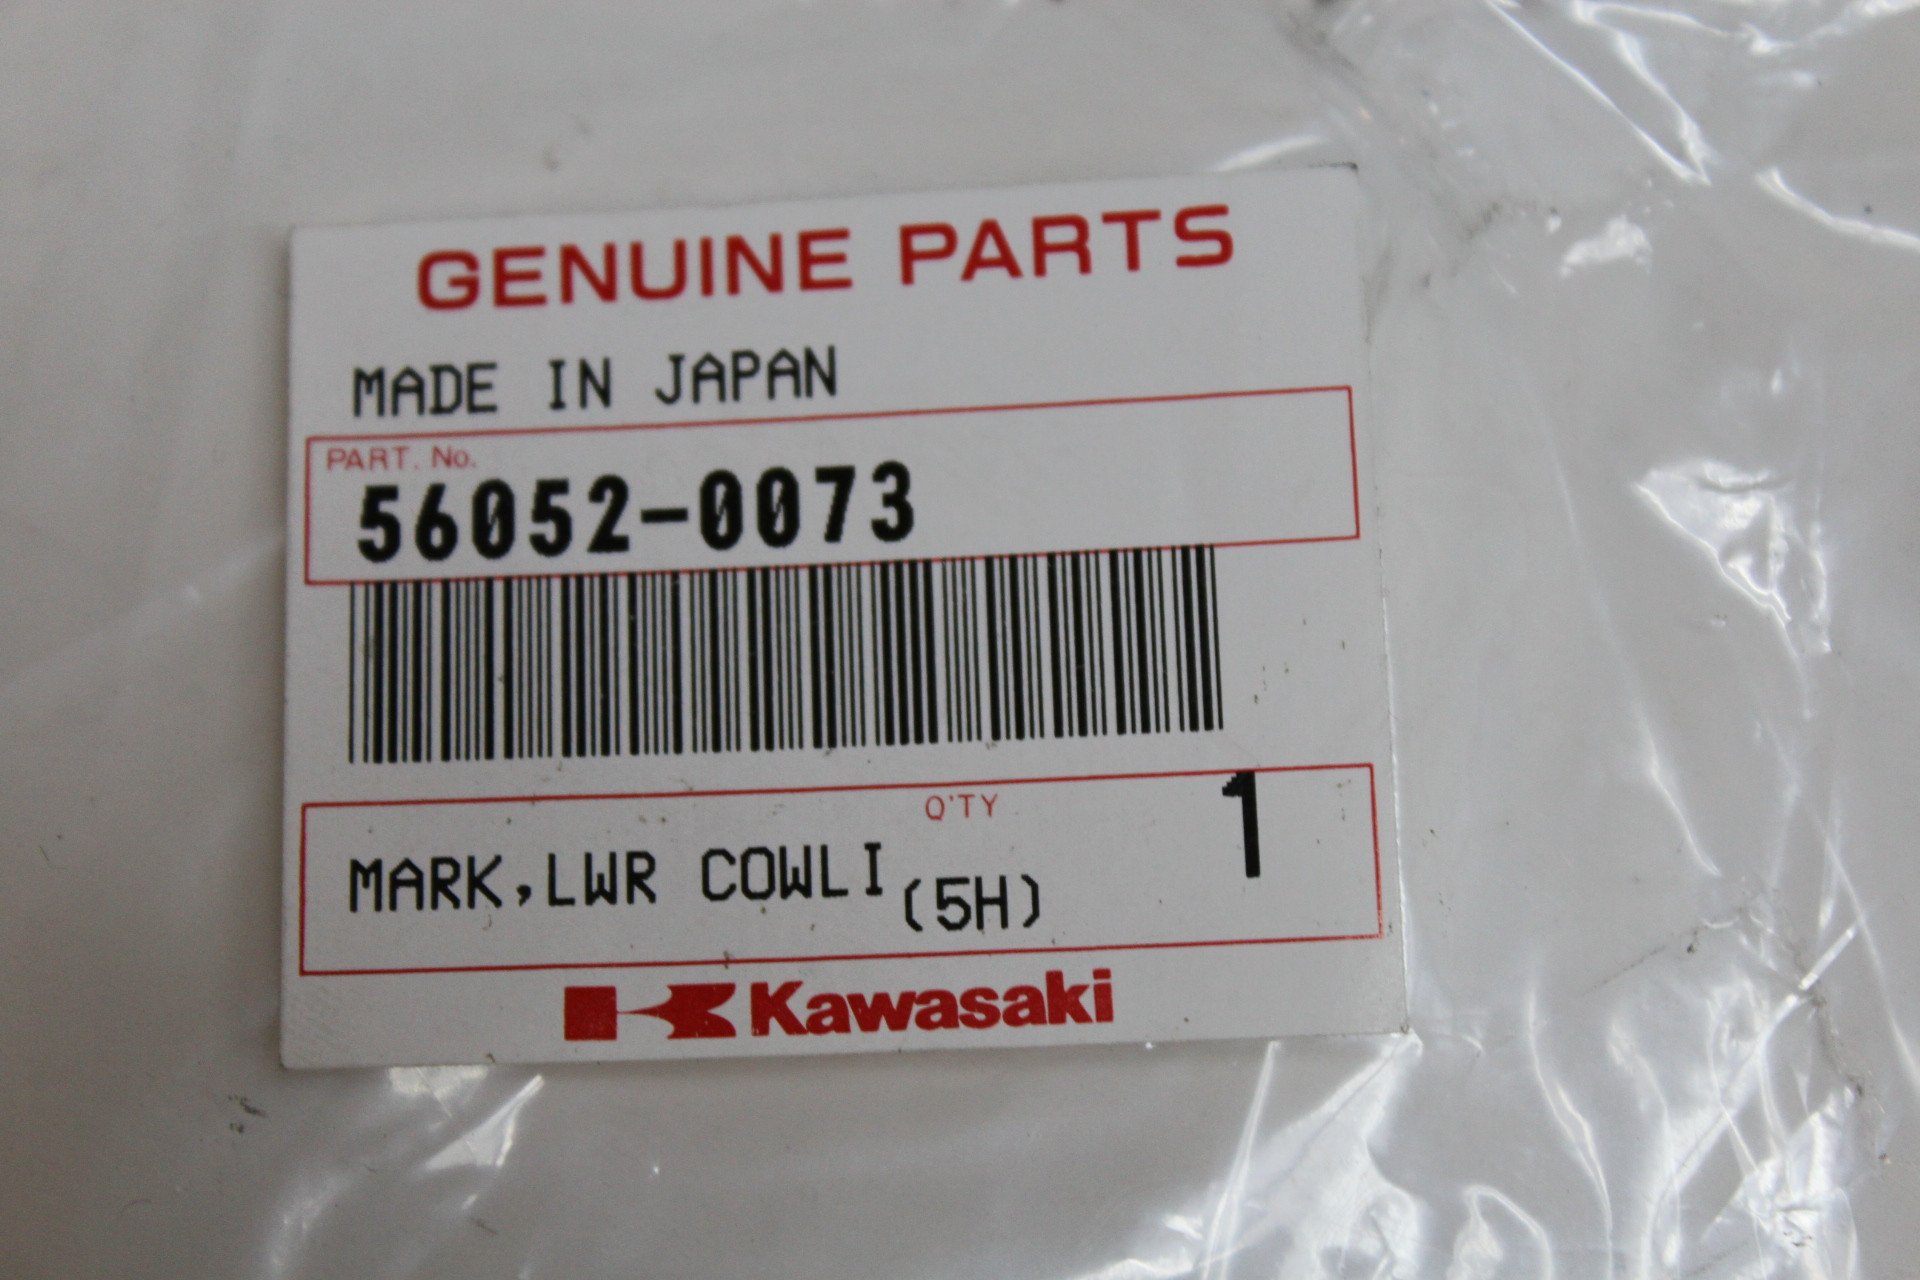 GENUINE PARTS
MADE IN JAPAN
PART. No.
56052-0073
Q'TY 1
MARK,LWR COWLI (5H)
Kawasaki